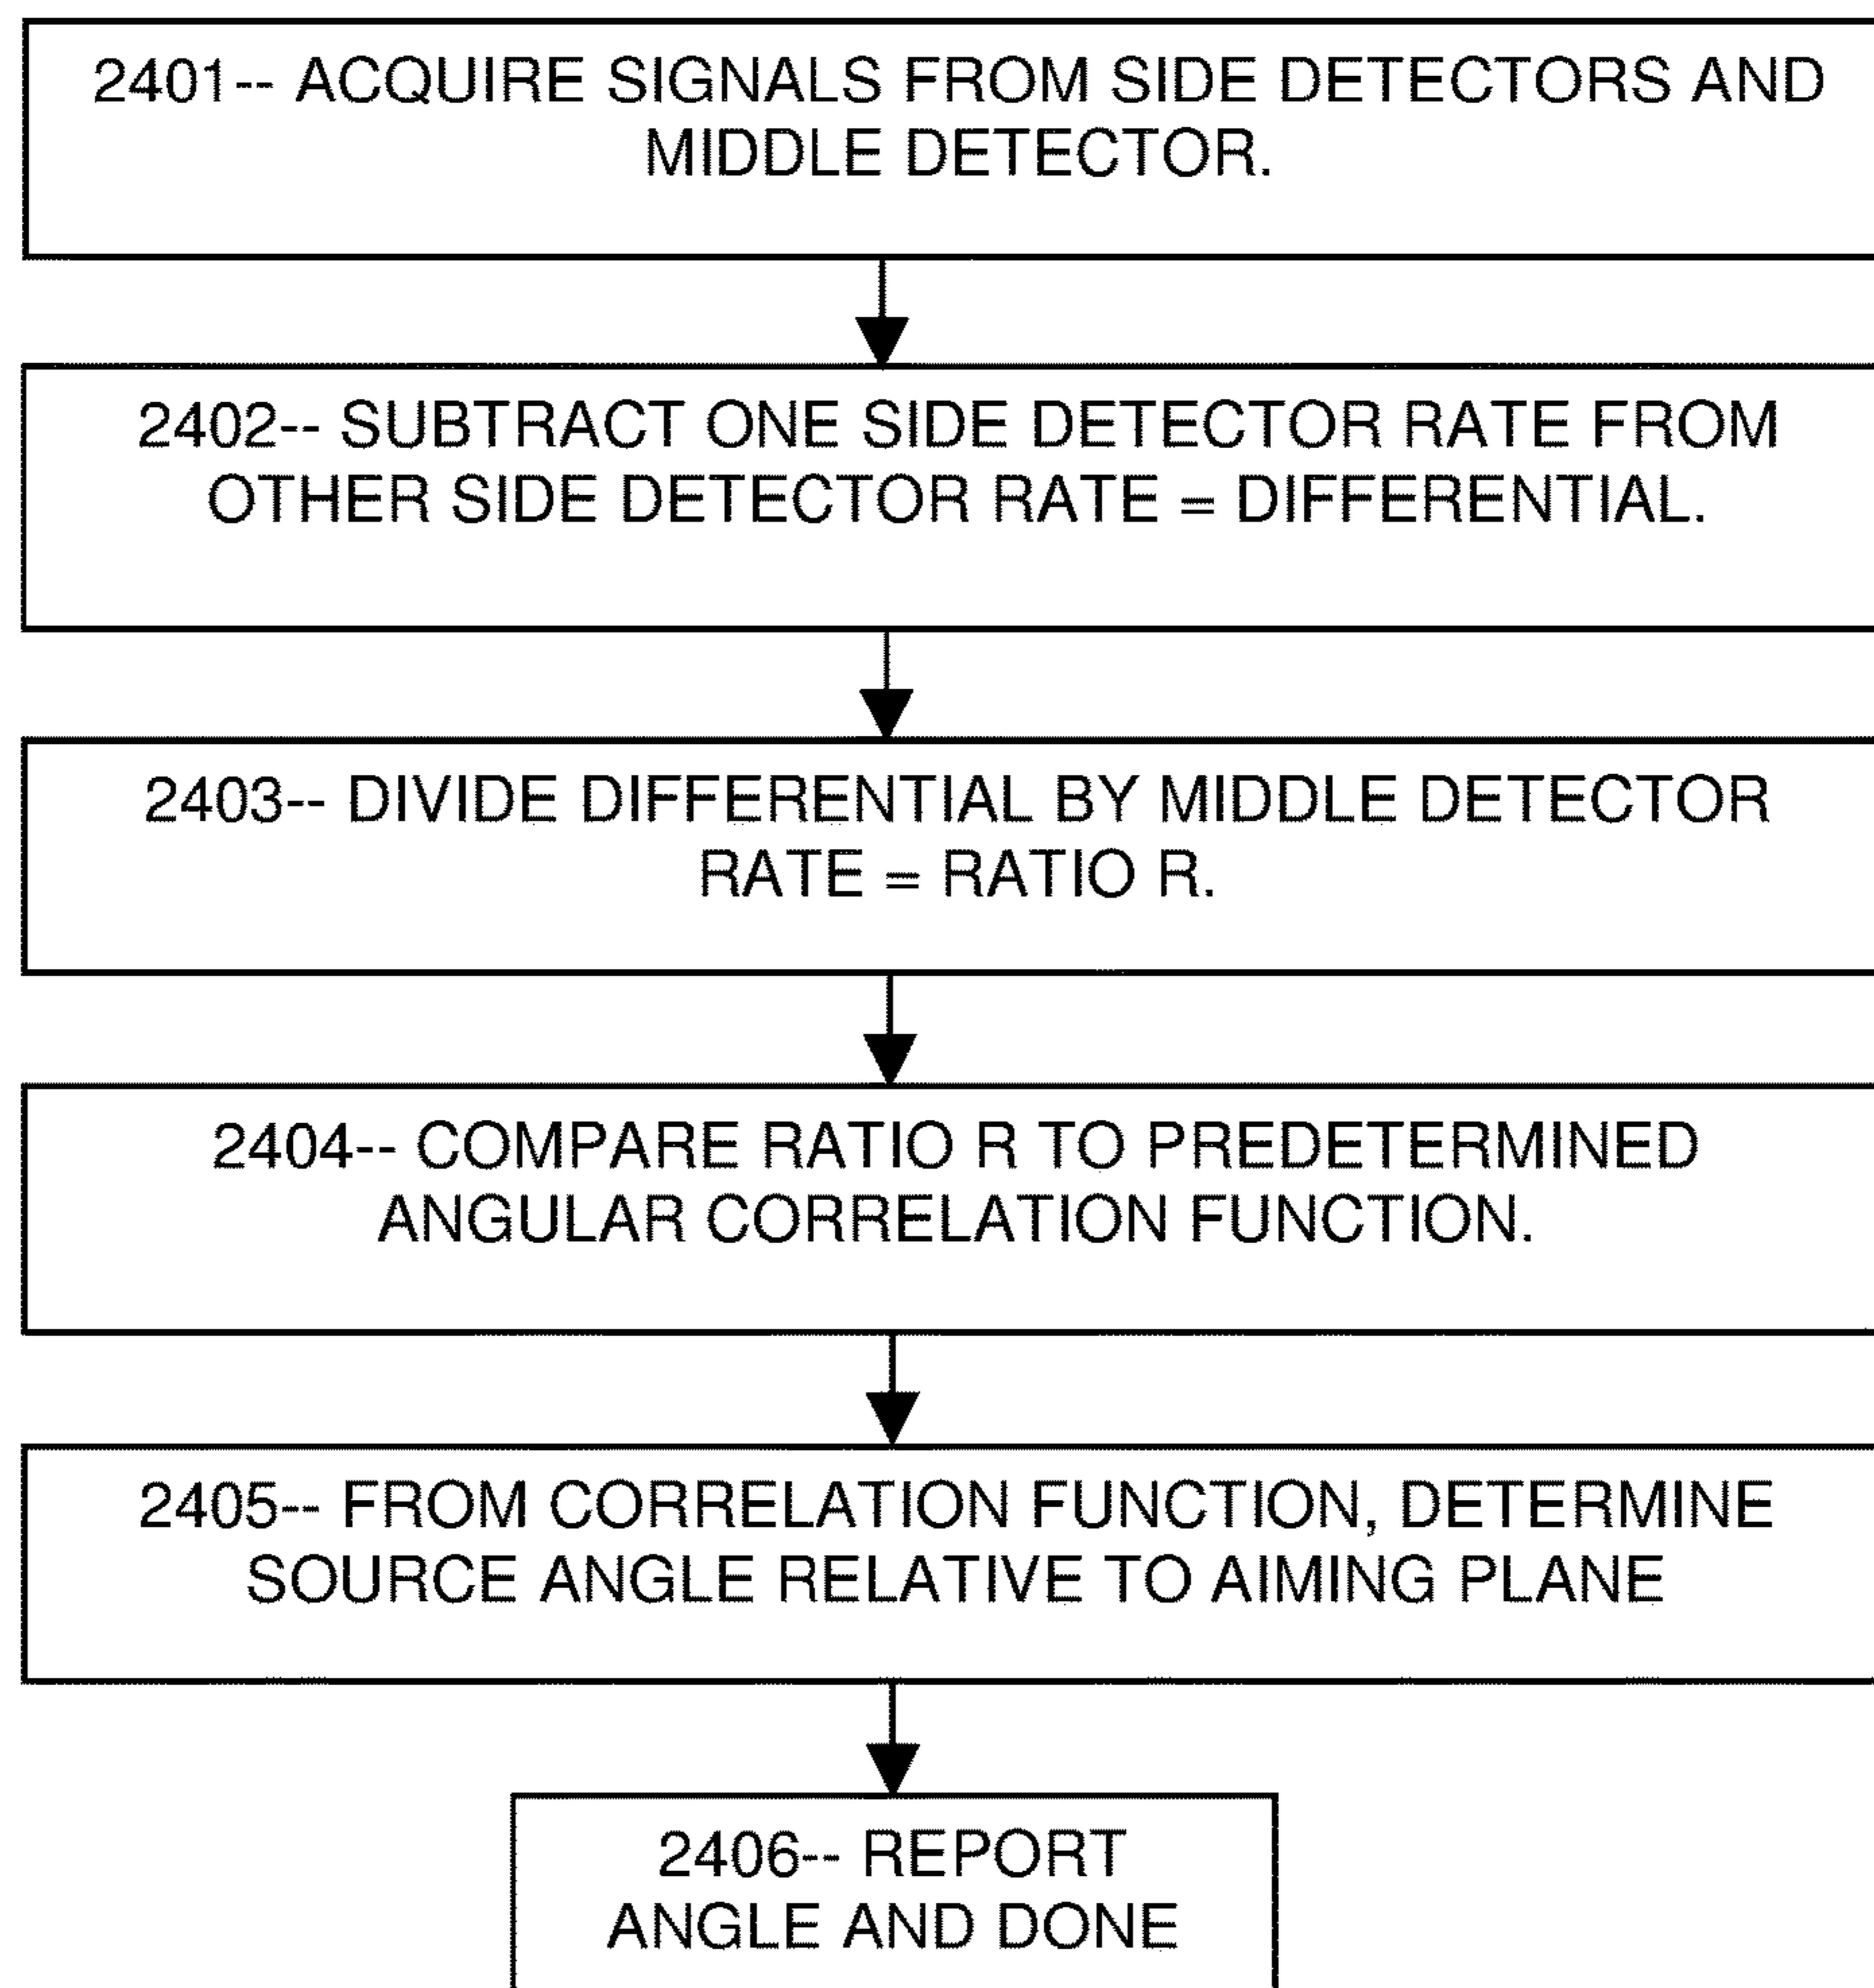 2401-- ACQUIRE SIGNALS FROM SIDE DETECTORS AND
MIDDLE DETECTOR.
2402-- SUBTRACT ONE SIDE DETECTOR RATE FROM
OTHER SIDE DETECTOR RATE = DIFFERENTIAL.
2403-- DIVIDE DIFFERENTIAL BY MIDDLE DETECTOR
RATE = RATIO R.
2404-- COMPARE RATIO R TO PREDETERMINED
ANGULAR CORRELATION FUNCTION.
2405-- FROM CORRELATION FUNCTION, DETERMINE
SOURCE ANGLE RELATIVE TO AIMING PLANE
2406-- REPORT
ANGLE AND DONE